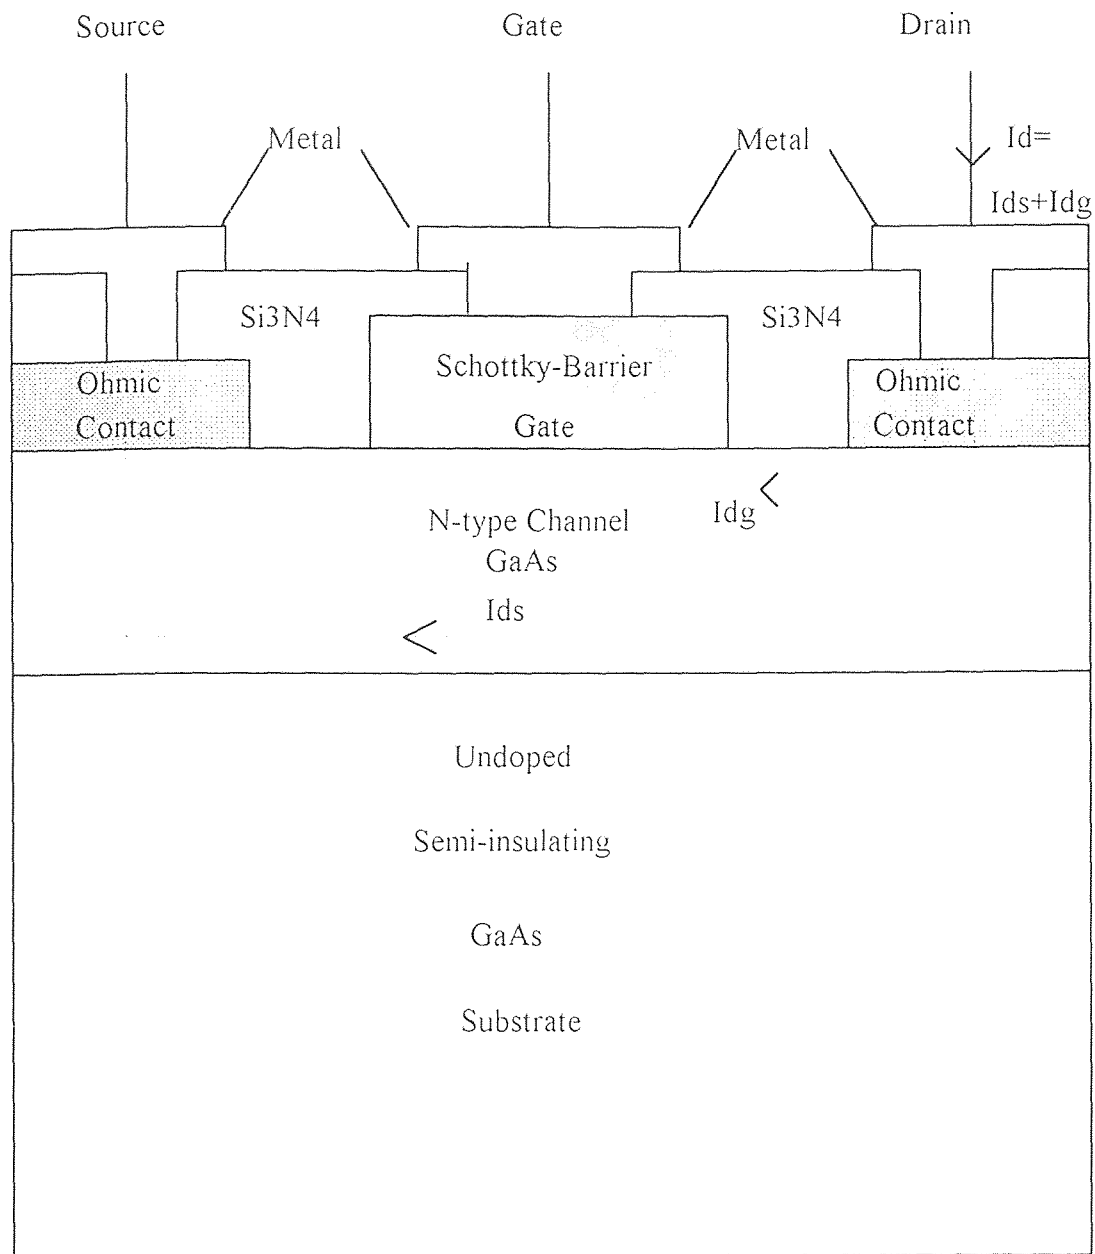 Source
Gate
Drain
Metal
Metal
Id=
Ids+Idg
Si3N4
Si3N4
Schottky-Barrier
Gate
Ohmic
Contact
Ohmic
Contact
N-type Channel
GaAs
Idg
Ids
Undoped
Semi-insulating
GaAs
Substrate